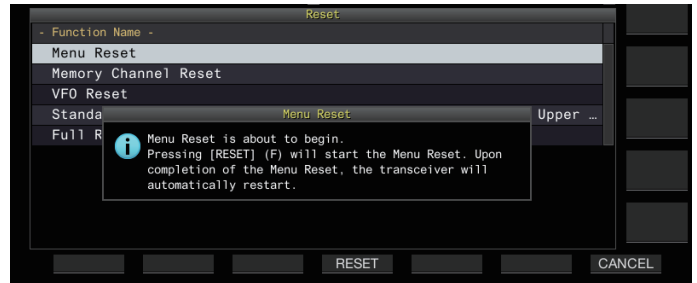 Reset
- Function Name -
Menu Reset
Memory Channel Reset
VFO Reset
Standa
Menu Reset
Upper …
Full R
Menu Reset is about to begin.
Pressing [RESET] (F) will start the Menu Reset. Upon
completion of the Menu Reset, the transceiver will
automatically restart.
RESET
CANCEL